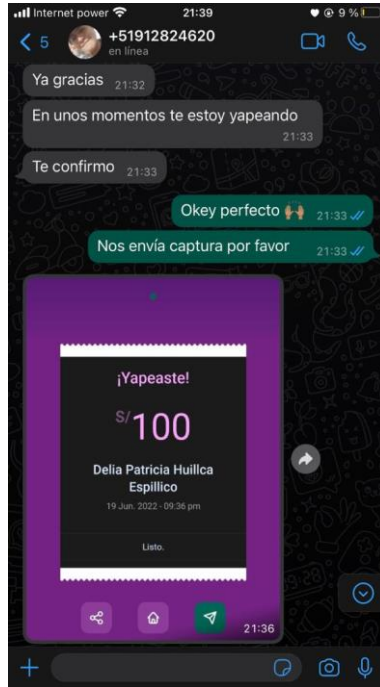 Internet power 21:39 9 %
5 +51912824620
en línea
Ya gracias 21:32
En unos momentos te estoy yapeando
21:33
Te confirmo 21:33
Okey perfecto 🙌🏽 21:33
Nos envía captura por favor 21:33
¡Yapeaste!
S/100
Delia Patricia Huillca
Espillico
19 Jun. 2022 - 09:36 pm
Listo.
21:36